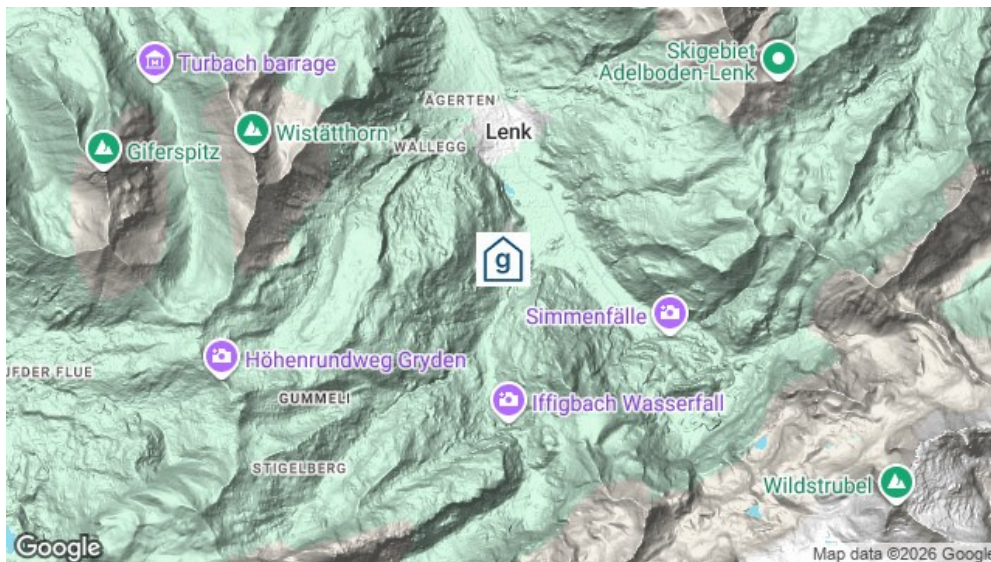 Turbach barrage
Skigebiet
Adelboden-Lenk
ÄGERTEN
Lenk
Wistätthorn
WALLEGG
Giferspitz
g
Simmenfälle
Höhenrundweg Gryden
UFDER FLUE
GUMMELI
Iffigbach Wasserfall
STIGELBERG
Wildstrubel
Google
Map data ©2026 Google